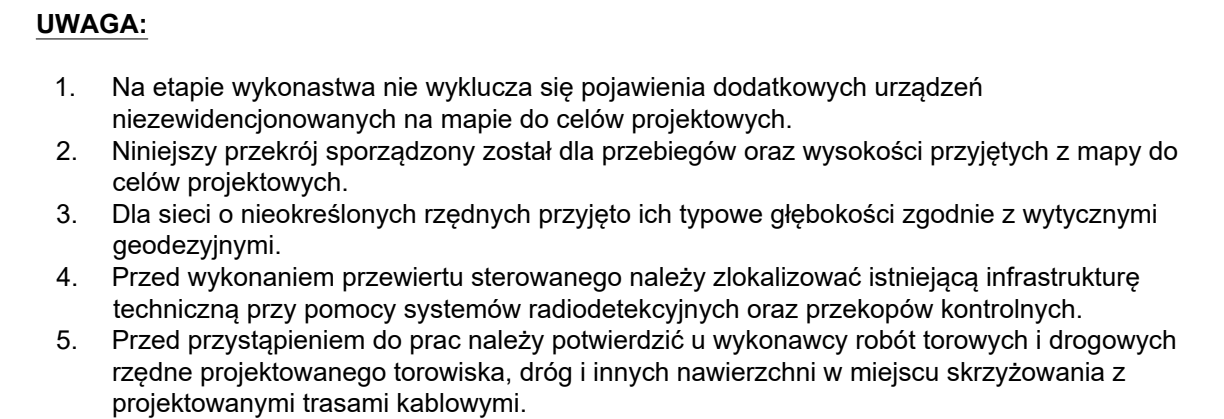 UWAGA:
1. Na etapie wykonastwa nie wyklucza się pojawienia dodatkowych urządzeń
niezewidencjonowanych na mapie do celów projektowych.
2. Niniejszy przekrój sporządzony został dla przebiegów oraz wysokości przyjętych z mapy do
celów projektowych.
3. Dla sieci o nieokreślonych rzędnych przyjęto ich typowe głębokości zgodnie z wytycznymi
geodezyjnymi.
4. Przed wykonaniem przewiertu sterowanego należy zlokalizować istniejącą infrastrukturę
techniczną przy pomocy systemów radiodetekcyjnych oraz przekopów kontrolnych.
5. Przed przystąpieniem do prac należy potwierdzić u wykonawcy robót torowych i drogowych
rzędne projektowanego torowiska, dróg i innych nawierzchni w miejscu skrzyżowania z
projektowanymi trasami kablowymi.